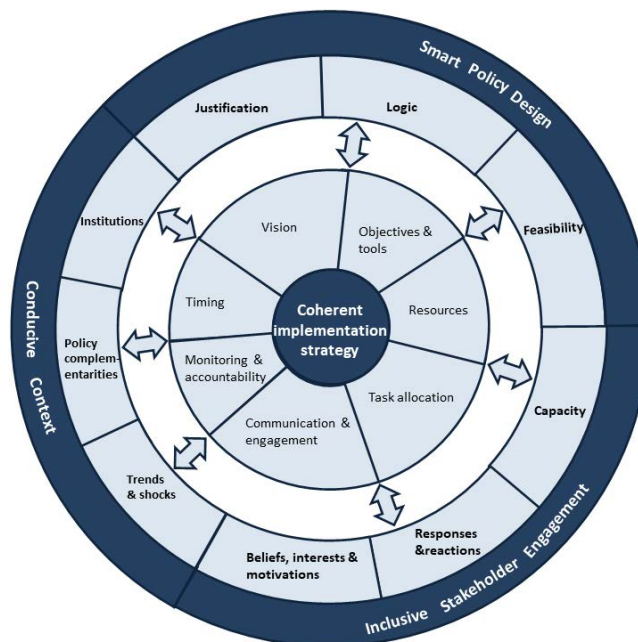 Smart Policy Design
Justification
Logic
Institutions
Feasibility
Vision
Objectives &
tools
Timing
Resources
Coherent
implementation
strategy
Conducive Context
Policy
complem-
entarities
Monitoring &
accountability
Task allocation
Capacity
Communication &
engagement
Trends
& shocks
Responses
&reactions
Beliefs, interests &
motivations
Inclusive Stakeholder Engagement